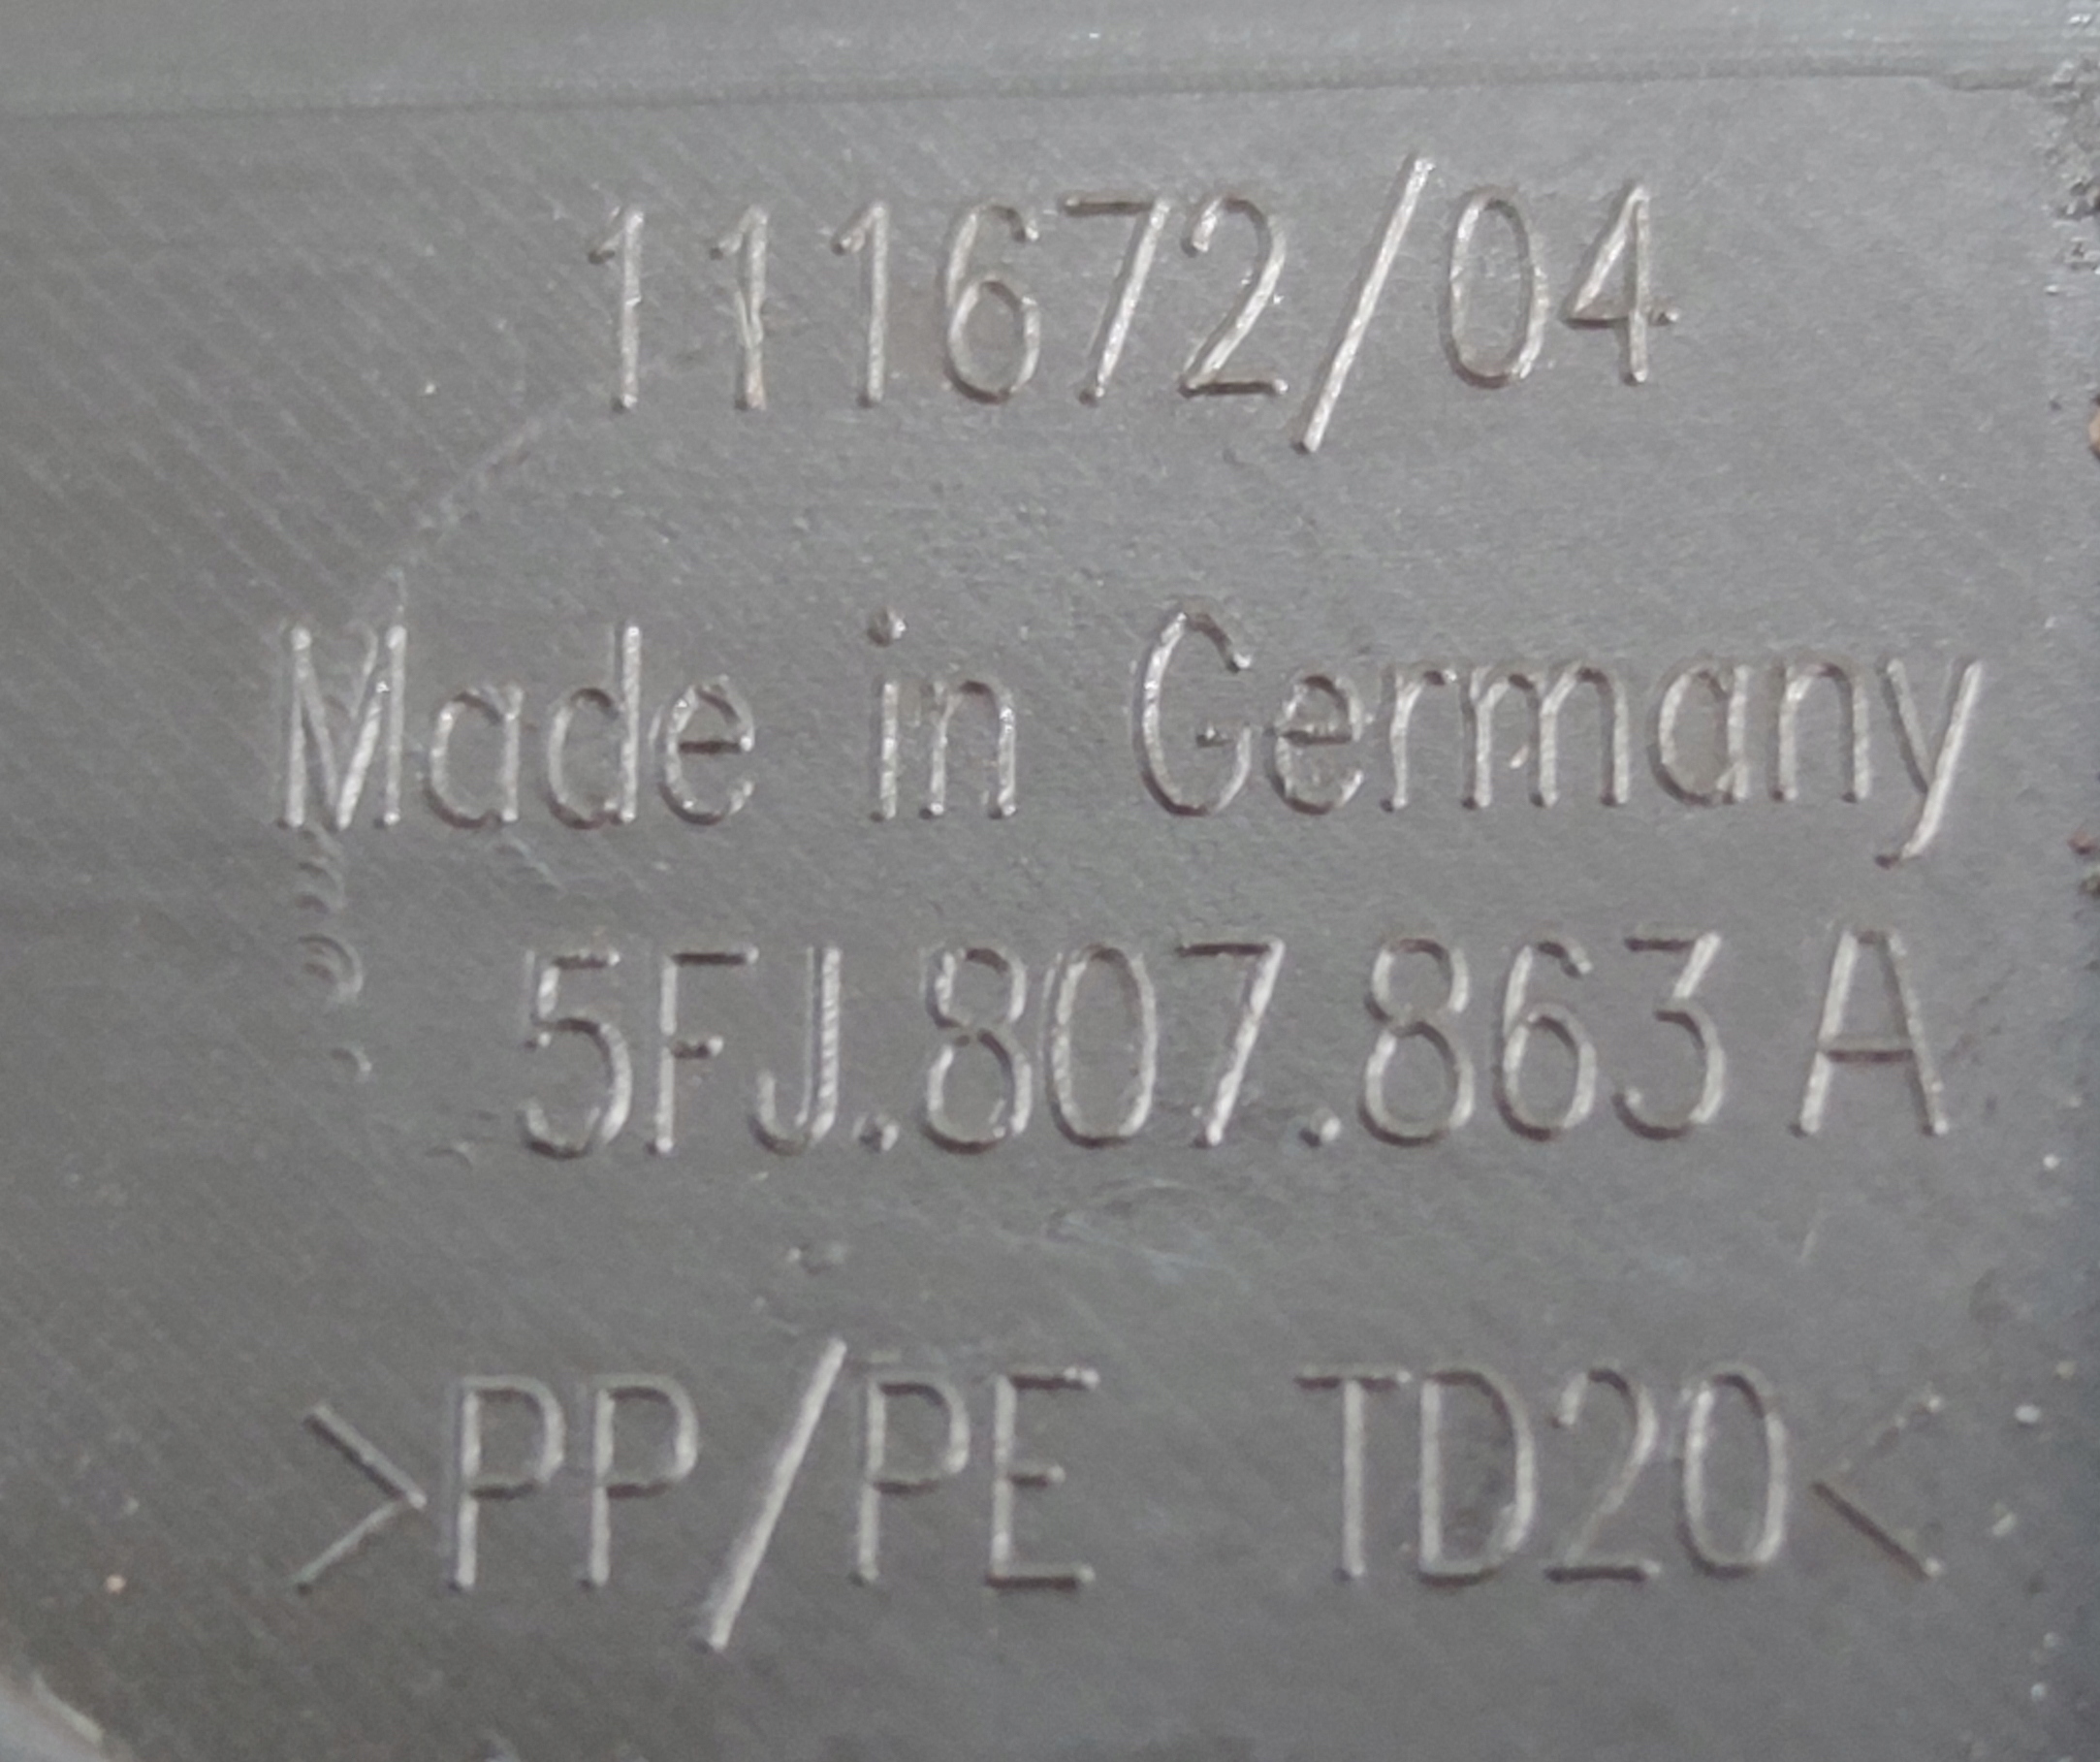 111672/04
Made in Germany
5FJ.807.863 A
>PP/PE TD20<